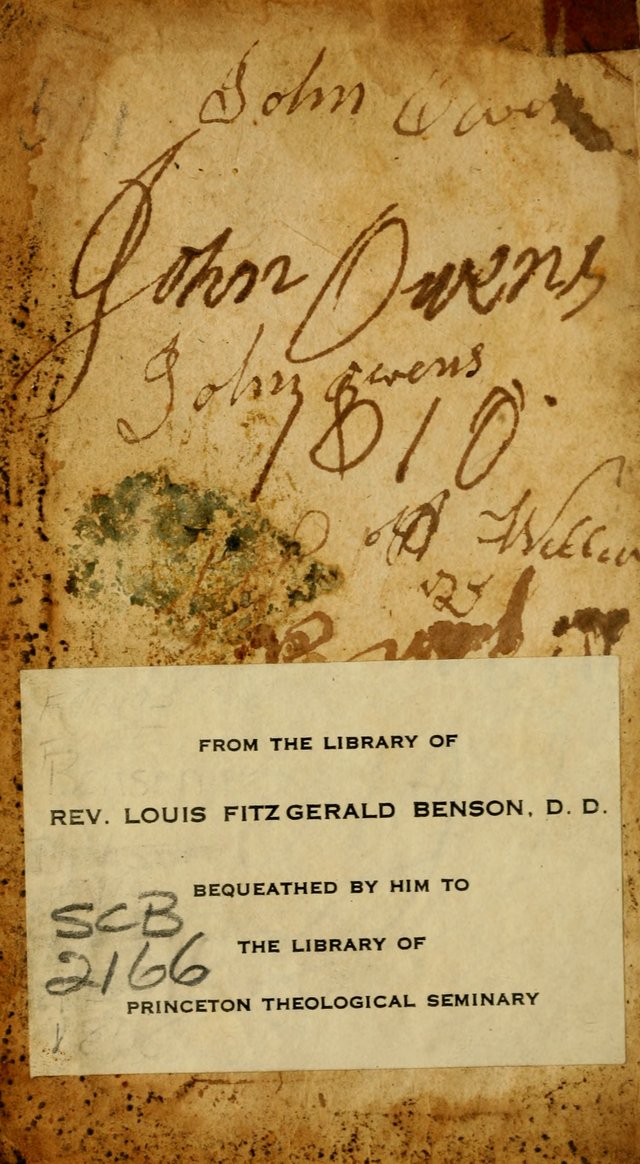 John
John Owens
John owens
1810
FROM THE LIBRARY OF
REV. LOUIS FITZGERALD BENSON, D. D.
BEQUEATHED BY HIM TO
SCB
THE LIBRARY OF
2166
PRINCETON THEOLOGICAL SEMINARY